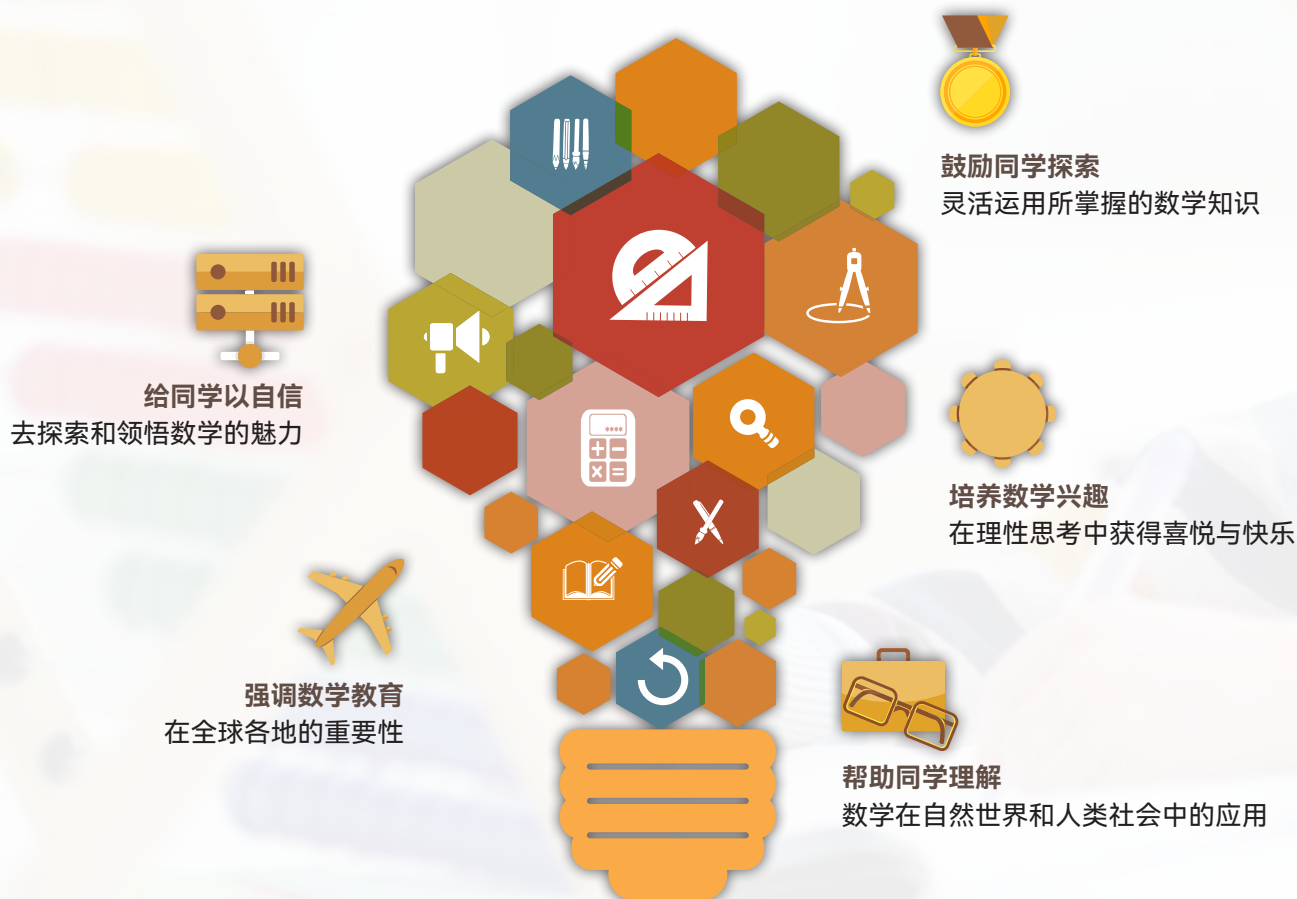 鼓励同学探索
灵活运用所掌握的数学知识
给同学以自信
去探索和领悟数学的魅力
培养数学兴趣
在理性思考中获得喜悦与快乐
强调数学教育
在全球各地的重要性
帮助同学理解
数学在自然世界和人类社会中的应用